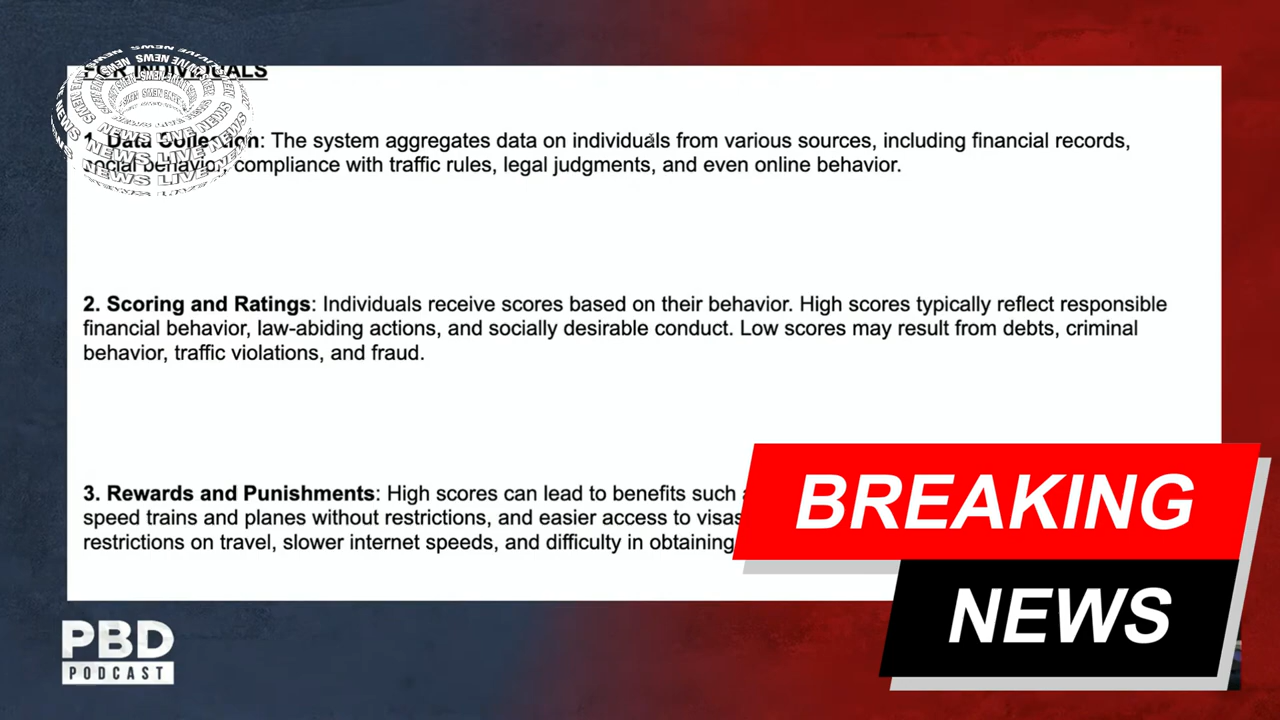 FOR INDIVIDUALS
NEWS LIVE NEWS
1. Data Collection: The system aggregates data on individuals from various sources, including financial records,
social behavior, compliance with traffic rules, legal judgments, and even online behavior.
2. Scoring and Ratings: Individuals receive scores based on their behavior. High scores typically reflect responsible
financial behavior, law-abiding actions, and socially desirable conduct. Low scores may result from debts, criminal
behavior, traffic violations, and fraud.
3. Rewards and Punishments: High scores can lead to benefits such
speed trains and planes without restrictions, and easier access to visas
restrictions on travel, slower internet speeds, and difficulty in obtaining
BREAKING
NEWS
PBD
PODCAST